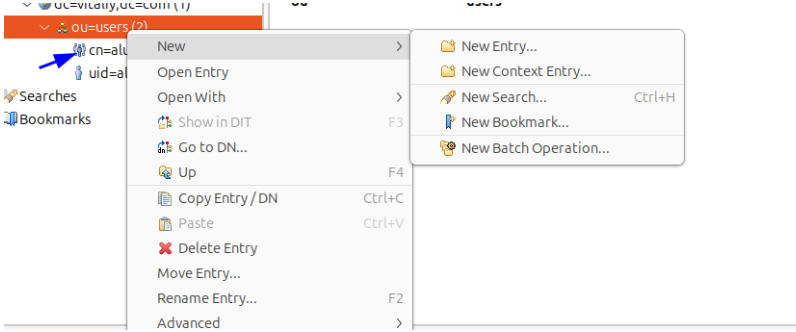 dc=vitaly,dc=com (1)
ou users
ou=users (2)
cn=alu
uid=al
Searches
Bookmarks
New
Open Entry
Open With
Show in DIT F3
Go to DN...
Up F4
Copy Entry / DN Ctrl+C
Paste Ctrl+V
Delete Entry
Move Entry...
Rename Entry... F2
Advanced
New Entry...
New Context Entry...
New Search... Ctrl+H
New Bookmark...
New Batch Operation...